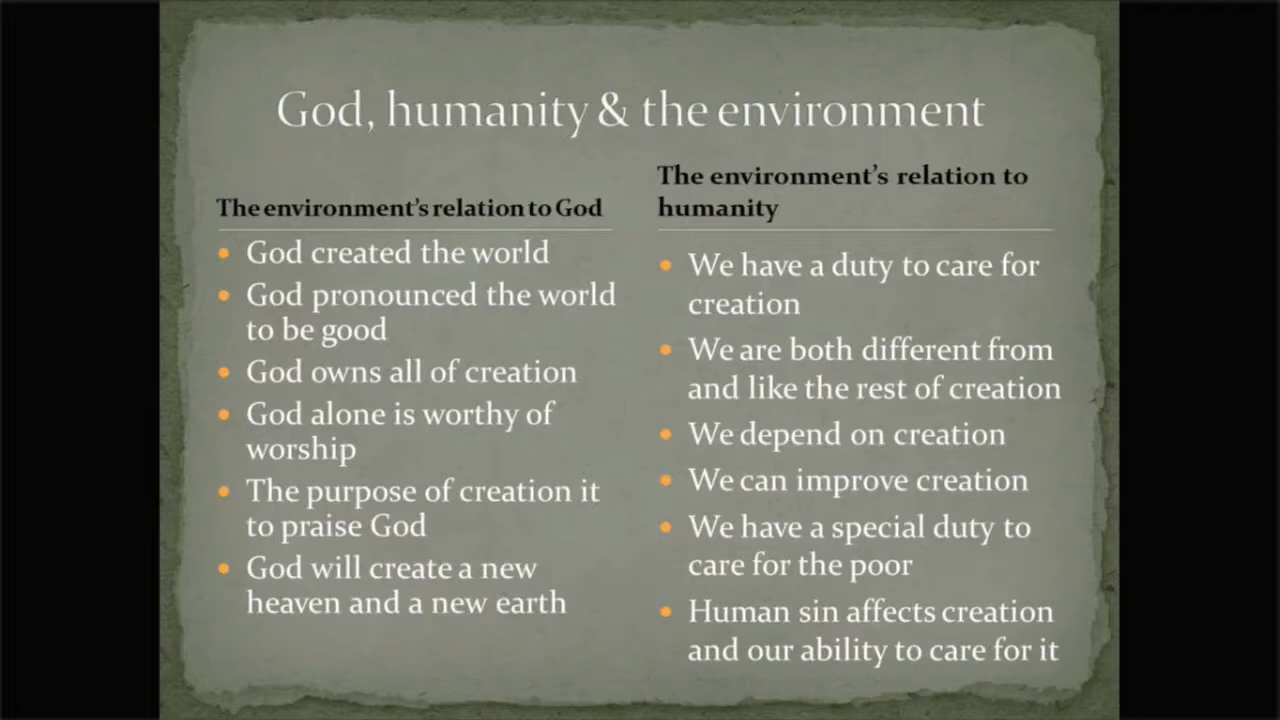 God, humanity & the environment
The environment's relation to God
God created the world
God pronounced the world
to be good
God owns all of creation
God alone is worthy of
worship
The purpose of creation it
to praise God
God will create a new
heaven and a new earth
The environment's relation to
humanity
We have a duty to care for
creation
We are both different from
and like the rest of creation
We depend on creation
We can improve creation
We have a special duty to
care for the poor
Human sin affects creation
and our ability to care for it